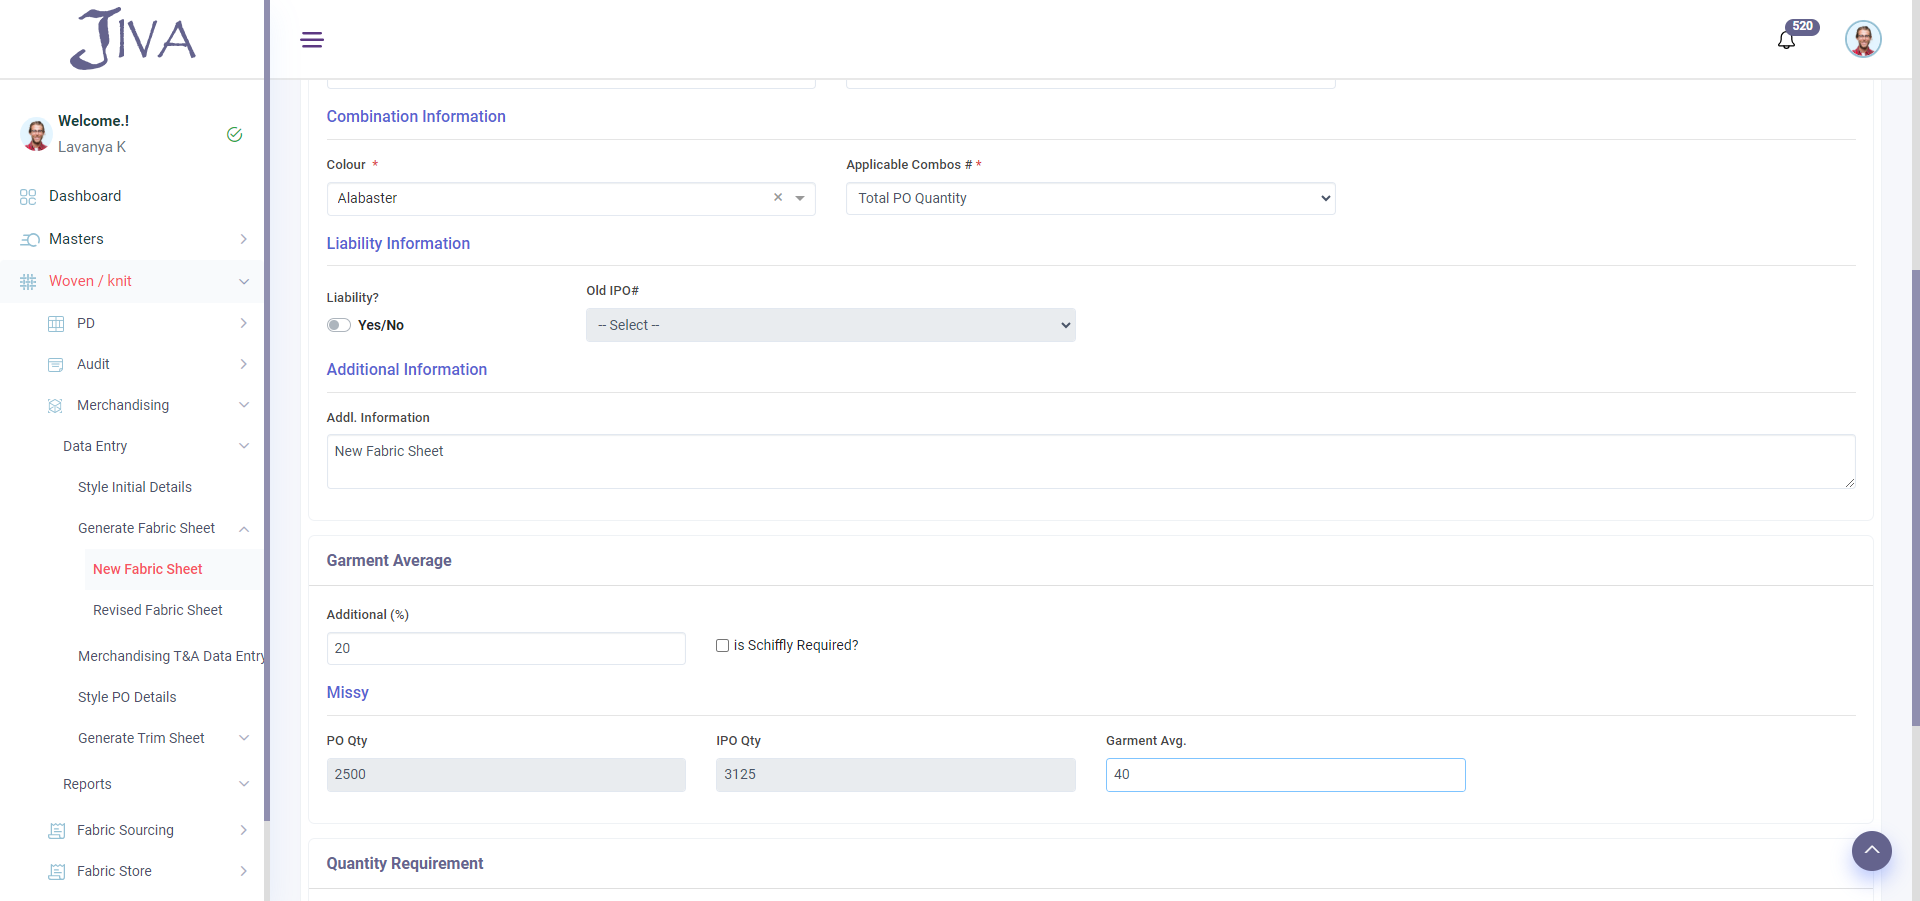 JIVA
520
Welcome.!
Lavanya K
Dashboard
Masters
Woven / knit
PD
Audit
Merchandising
Data Entry
Style Initial Details
Generate Fabric Sheet
New Fabric Sheet
Revised Fabric Sheet
Merchandising T&A Data Entry
Style PO Details
Generate Trim Sheet
Reports
Fabric Sourcing
Fabric Store
Combination Information
Colour * Applicable Combos # *
Alabaster × Total PO Quantity
Liability Information
Liability? Old IPO#
Yes/No -- Select --
Additional Information
Addl. Information
New Fabric Sheet
Garment Average
Additional (%)
20 is Schiffly Required?
Missy
PO Qty IPO Qty Garment Avg.
2500 3125 40
Quantity Requirement